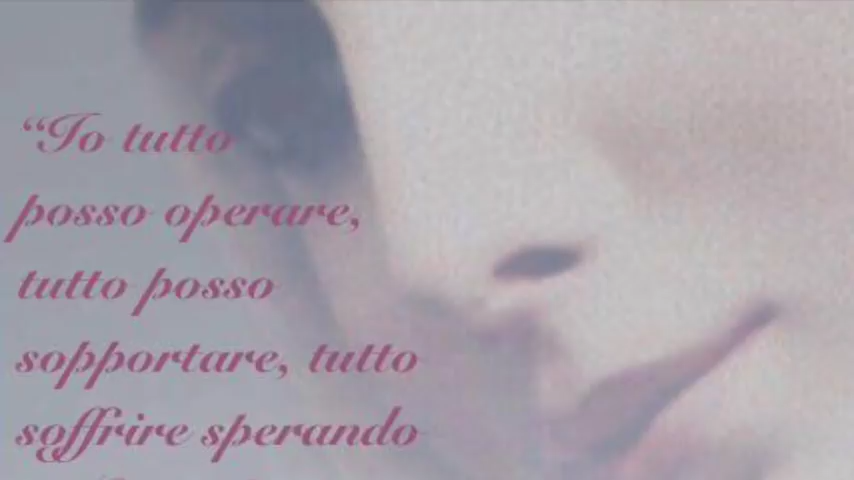 “Io tutto
posso operare,
tutto posso
sopportare, tutto
soffrire sperando